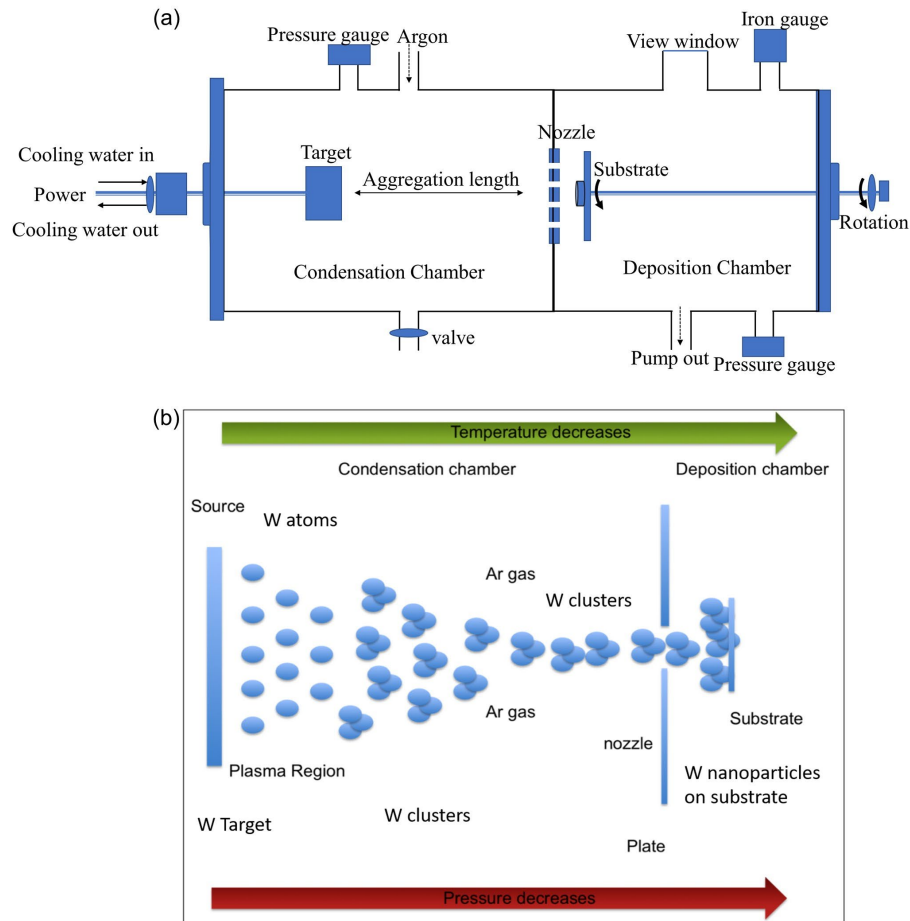 (a)
Pressure gauge
Argon
View window
Iron gauge
Nozzle
Cooling water in
Target
Substrate
Power
Aggregation length
Cooling water out
Rotation
Condensation Chamber
Deposition Chamber
valve
Pump out
Pressure gauge
(b)
Temperature decreases
Condensation chamber
Deposition chamber
Source
W atoms
Ar gas
W clusters
Ar gas
Substrate
nozzle
Plasma Region
W nanoparticles
on substrate
W clusters
W Target
Plate
Pressure decreases